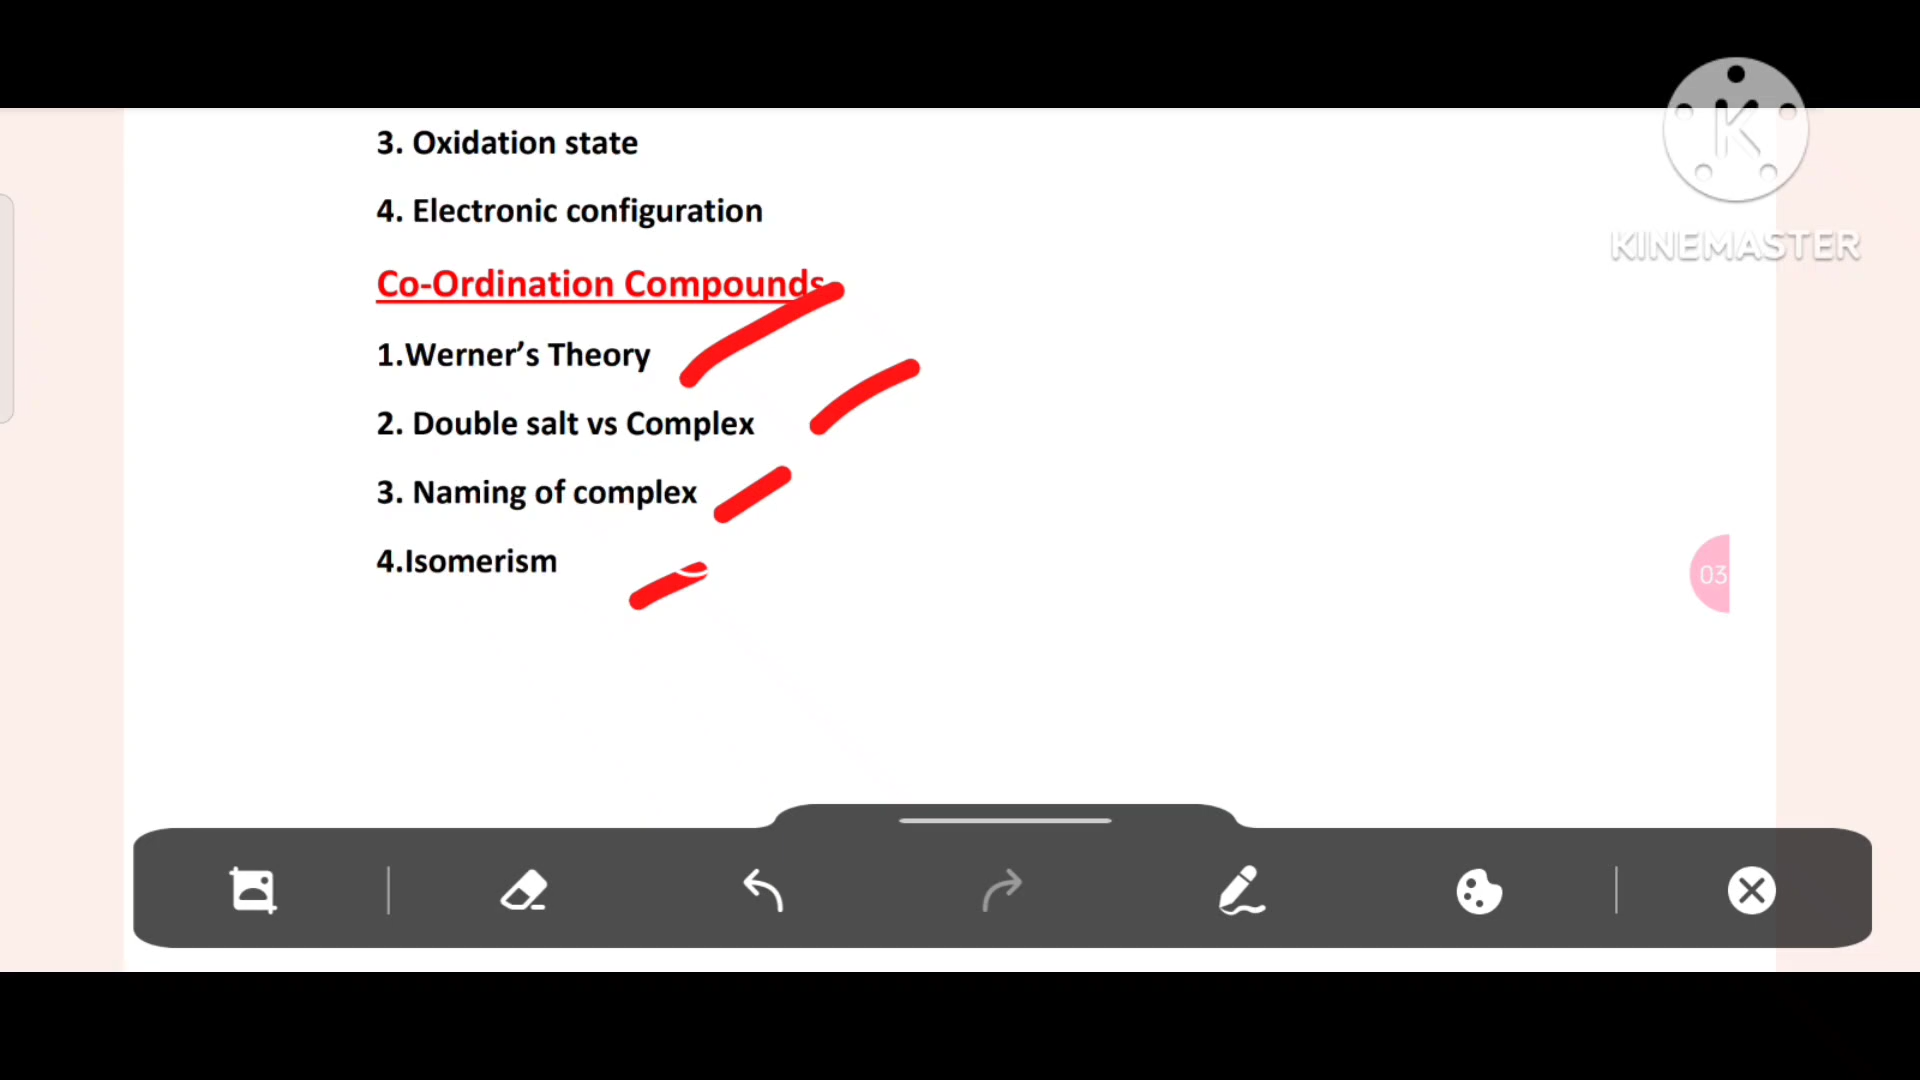 3. Oxidation state
4. Electronic configuration
Co-Ordination Compounds
1.Werner’s Theory
2. Double salt vs Complex
3. Naming of complex
4.Isomerism
K
KINEMASTER
03